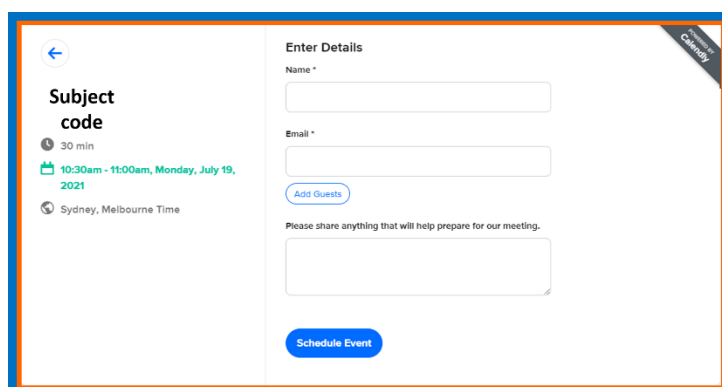 Subject
code
30 min
10:30am - 11:00am, Monday, July 19,
2021
Sydney, Melbourne Time
Enter Details
Name *
Email *
Add Guests
Please share anything that will help prepare for our meeting.
Schedule Event
POWERED BY
Calendly